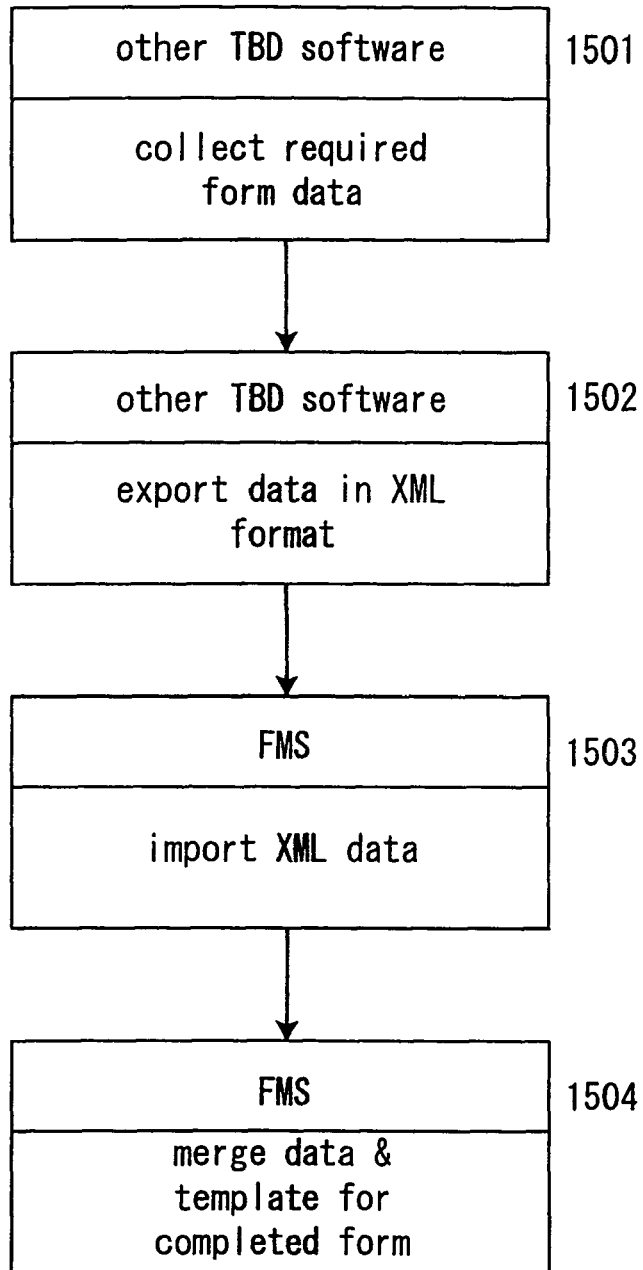 other TBD software
1501
collect required
form data
other TBD software
1502
export data in XML
format
FMS
1503
import XML data
FMS
1504
merge data &
template for
completed form